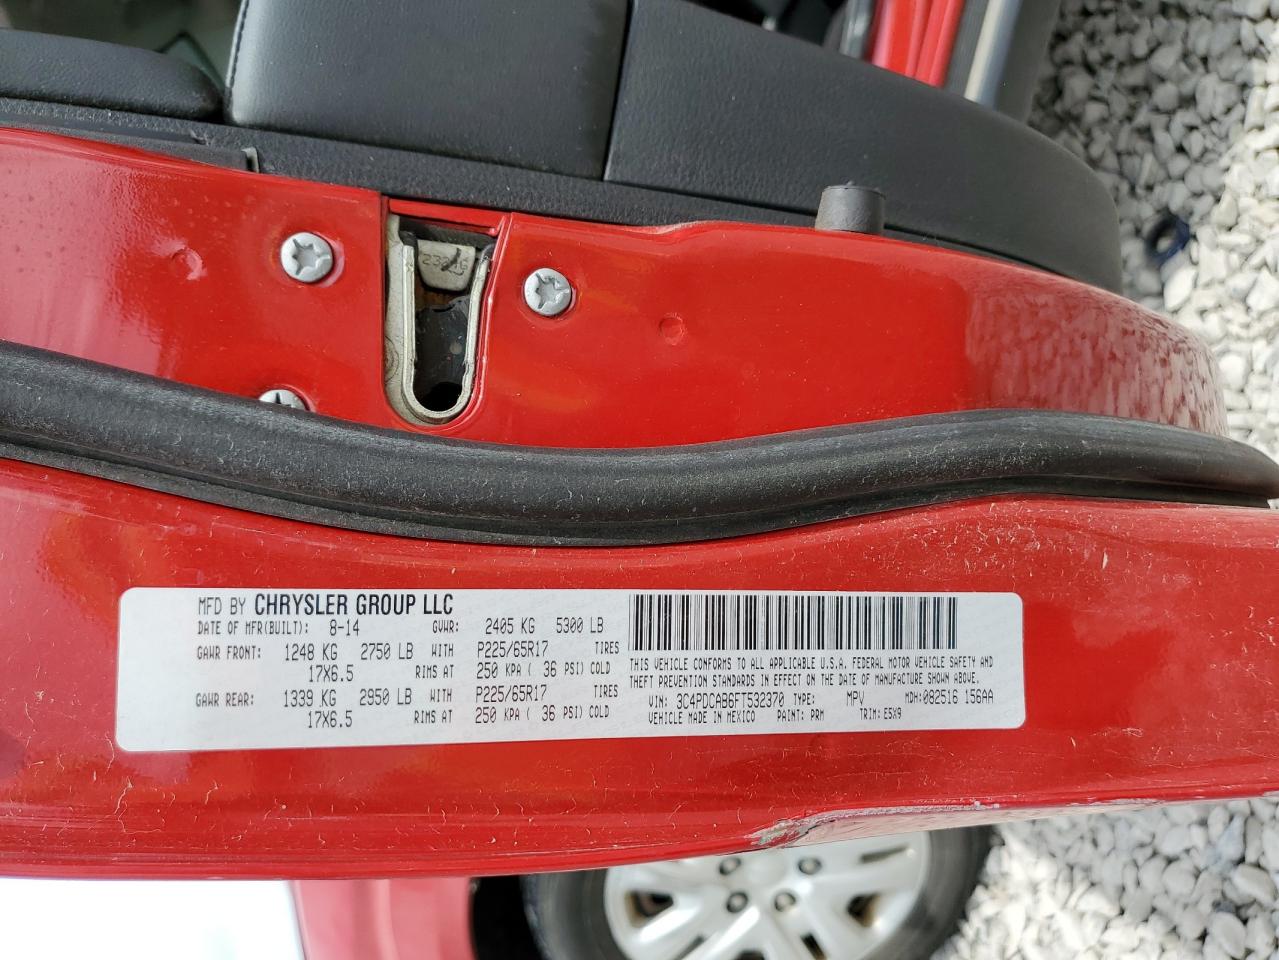 MFD BY CHRYSLER GROUP LLC
DATE OF MFR(BUILT): 8-14 GVWR: 2405 KG 5300 LB
GAWR FRONT: 1248 KG 2750 LB WITH P225/65R17 TIRES
17X6.5 RIMS AT 250 KPA ( 36 PSI) COLD
GAWR REAR: 1339 KG 2950 LB WITH P225/65R17 TIRES
17X6.5 RIMS AT 250 KPA ( 36 PSI) COLD
THIS VEHICLE CONFORMS TO ALL APPLICABLE U.S.A. FEDERAL MOTOR VEHICLE SAFETY AND
THEFT PREVENTION STANDARDS IN EFFECT ON THE DATE OF MANUFACTURE SHOWN ABOVE.
VIN: 3C4PDCAB6FT532370 TYPE: MPV MDH: 082516 156AA
VEHICLE MADE IN MEXICO PAINT: PRM TRIM: E5X9